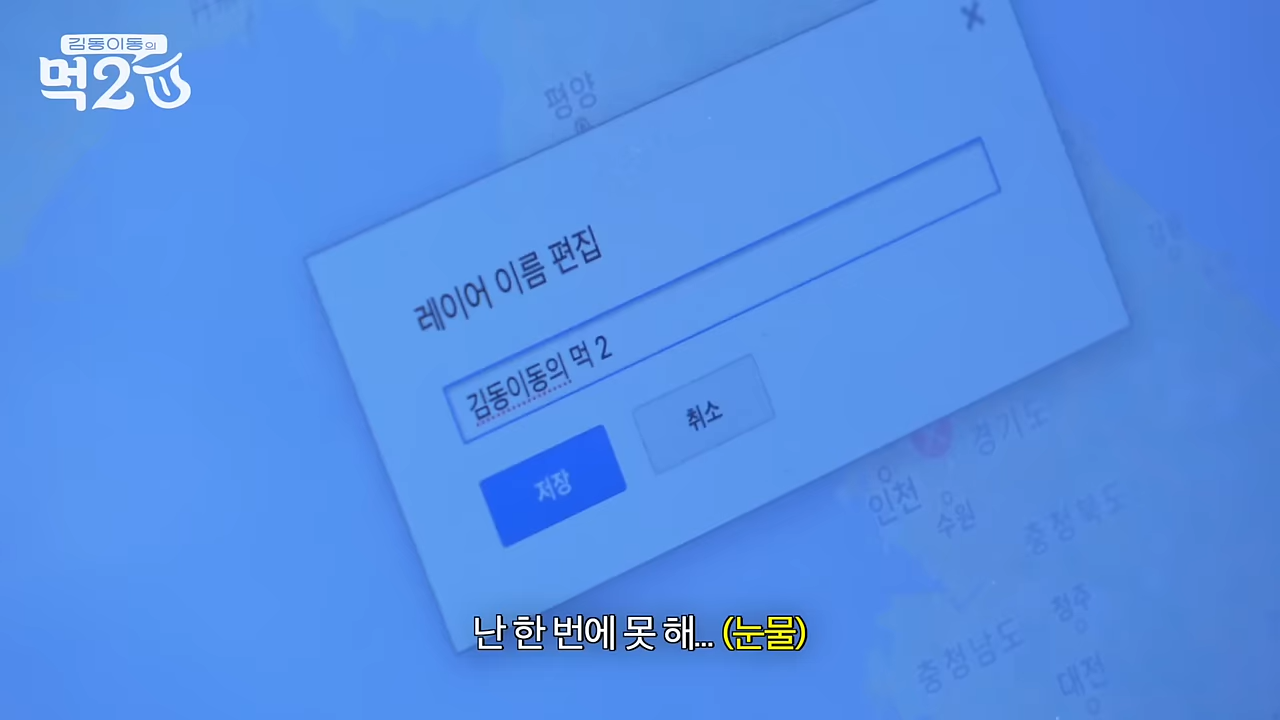 김동이동의
먹2
평양
레이어 이름 편집
김동이동의 먹 2
저장
취소
경기도
인천
수원
충청북도
청주
충청남도
대전
난 한 번에 못 해... (눈물)